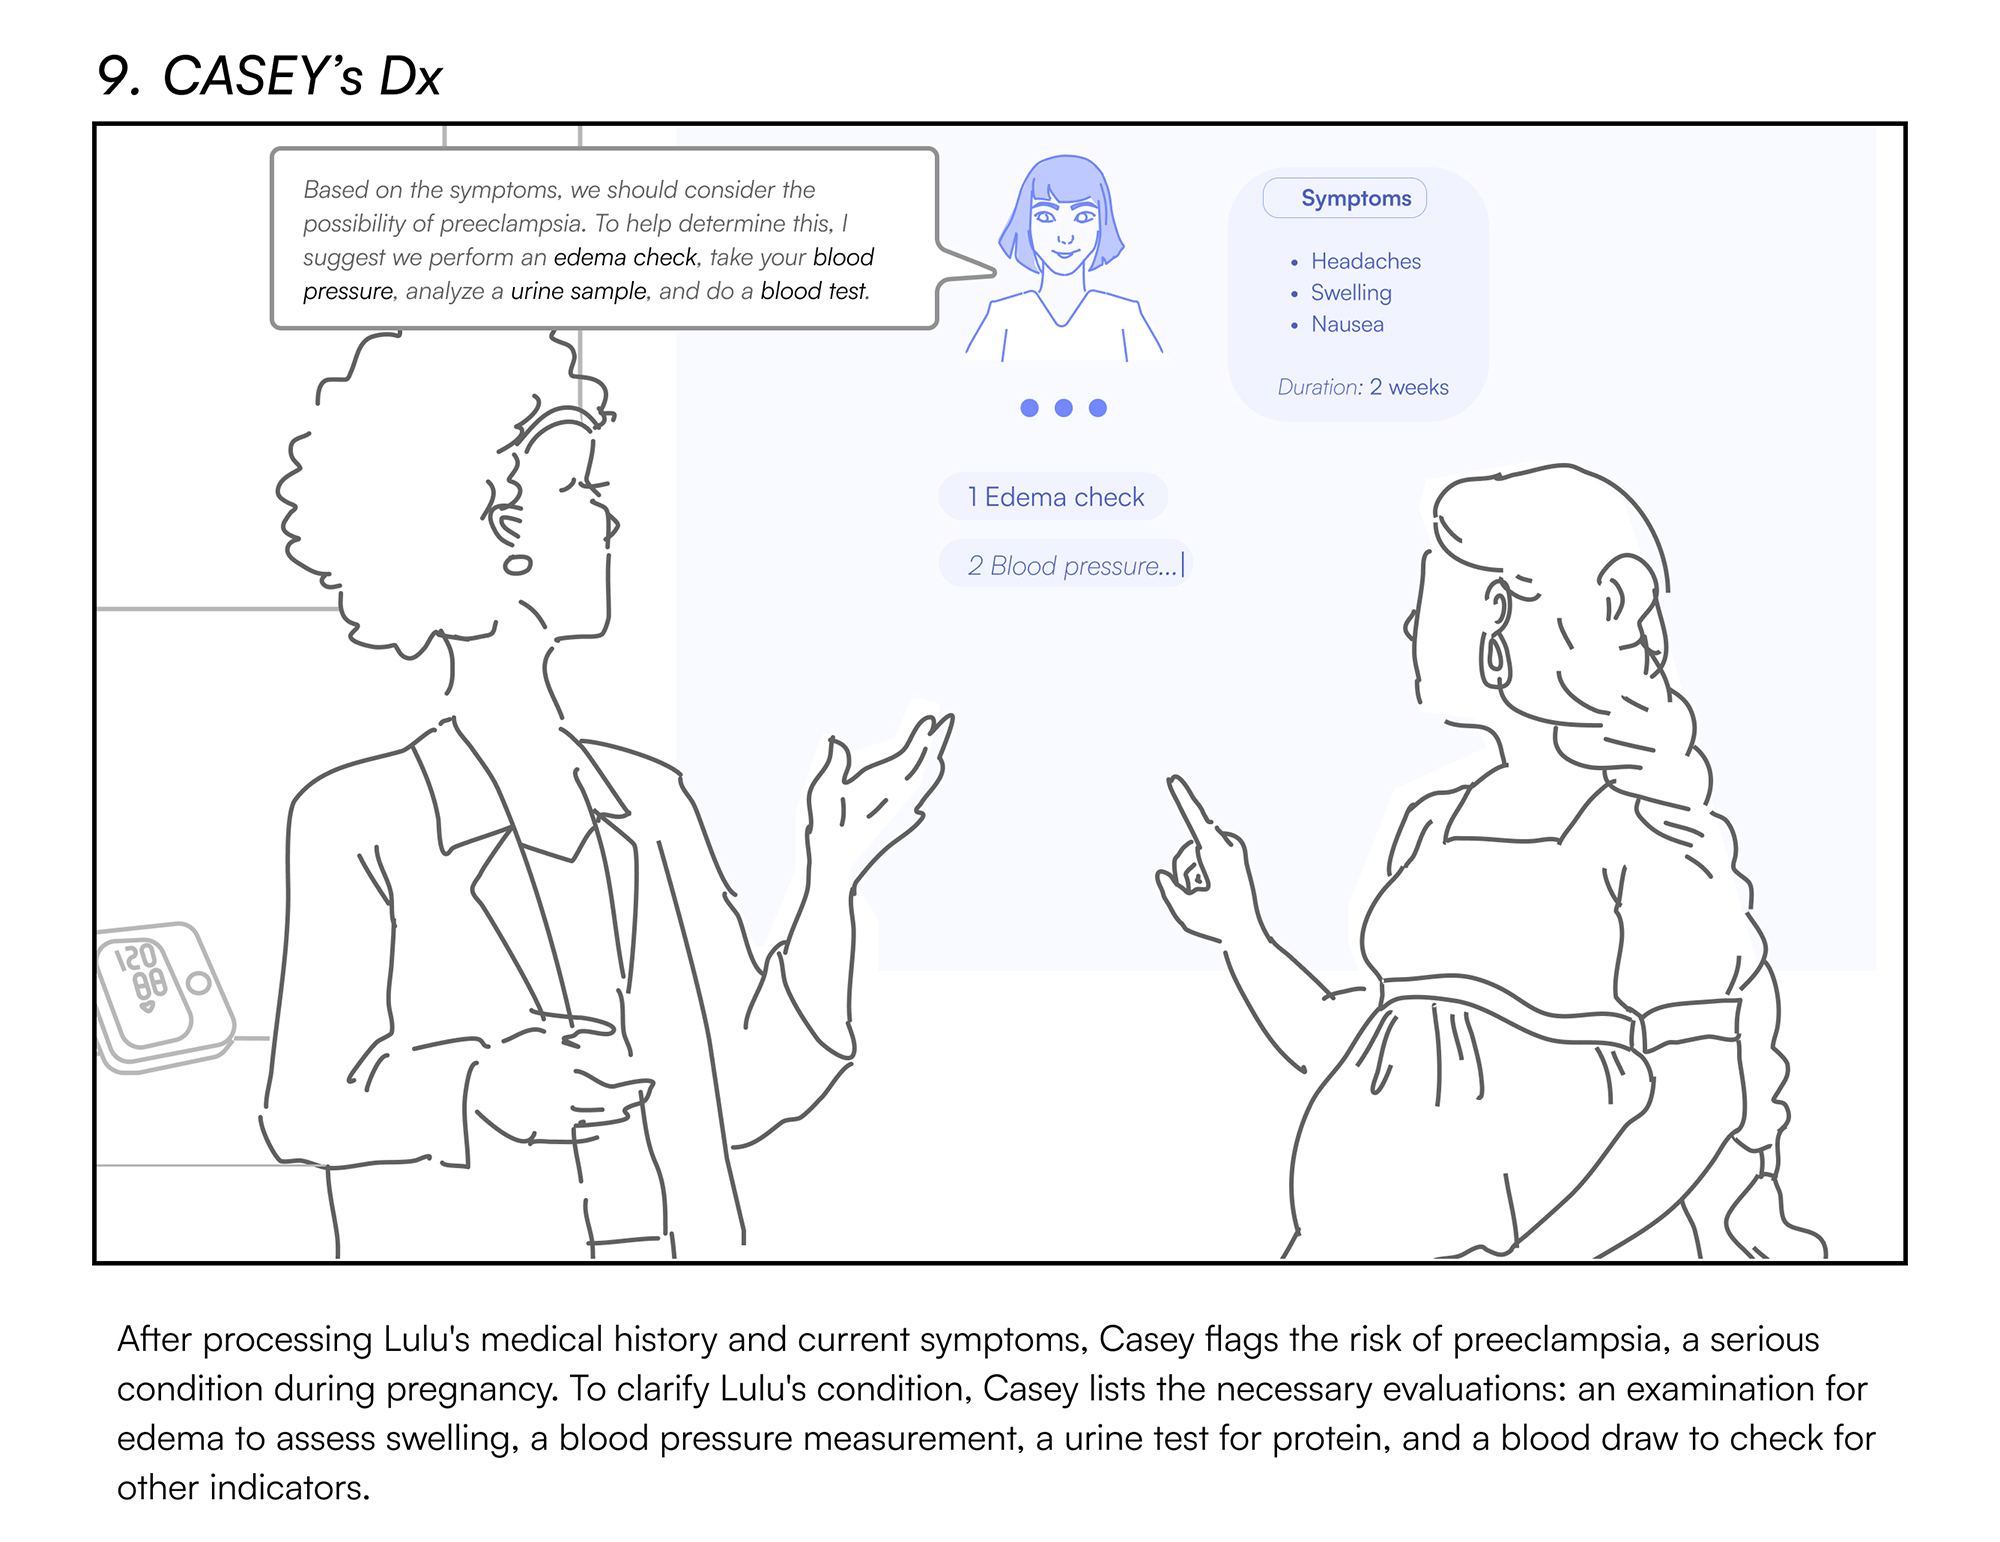 9. CASEY’s Dx
Based on the symptoms, we should consider the
possibility of preeclampsia. To help determine this, I
suggest we perform an edema check, take your blood
pressure, analyze a urine sample, and do a blood test.
Symptoms
• Headaches
• Swelling
• Nausea
Duration: 2 weeks
1 Edema check
2 Blood pressure...|
120
88
After processing Lulu's medical history and current symptoms, Casey flags the risk of preeclampsia, a serious
condition during pregnancy. To clarify Lulu's condition, Casey lists the necessary evaluations: an examination for
edema to assess swelling, a blood pressure measurement, a urine test for protein, and a blood draw to check for
other indicators.